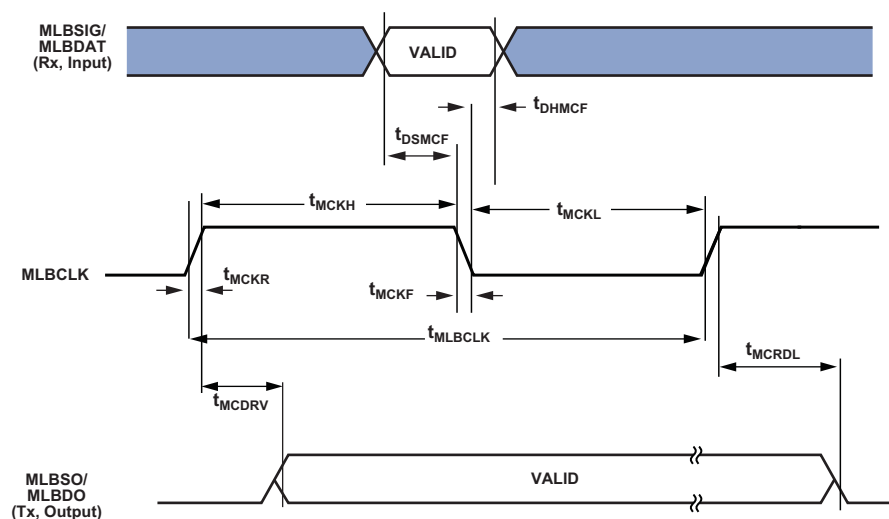 MLBSIG/
MLBDAT
(Rx, Input)
VALID
tDHMCF
tDSMCF
tMCKH
tMCKL
MLBCLK
tMCKR
tMCKF
tMLBCLK
tMCRDL
tMCDRV
MLBSO/
MLBDO
(Tx, Output)
VALID